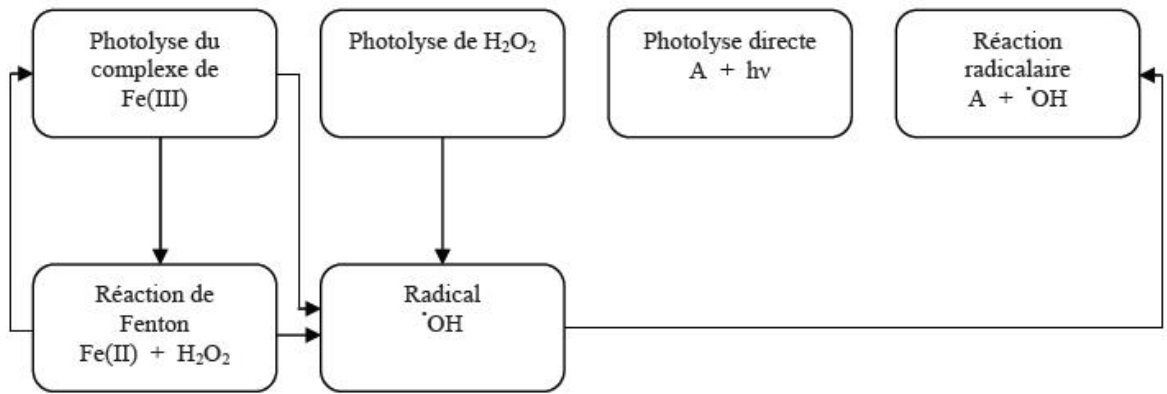 Photolyse du
complexe de
Fe(III)
Photolyse de H₂O₂
Photolyse directe
A + hν
Réaction
radicalaire
A + •OH
Réaction de
Fenton
Fe(II) + H₂O₂
Radical
•OH